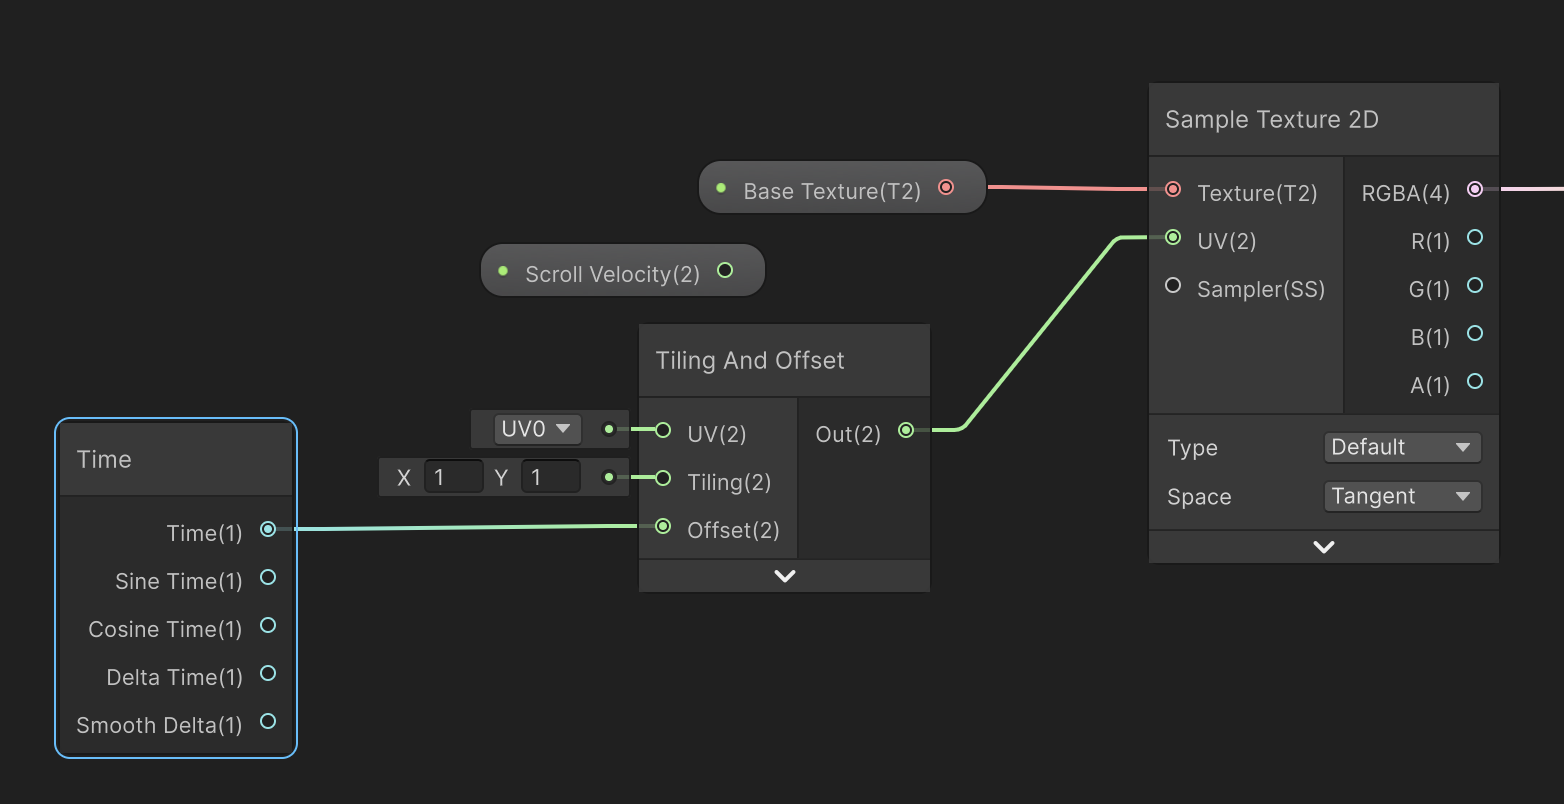 Sample Texture 2D
Base Texture(T2)
Texture(T2)
RGBA(4)
UV(2)
R(1)
Scroll Velocity(2)
Sampler(SS)
G(1)
B(1)
A(1)
Tiling And Offset
UV0
UV(2)
Out(2)
X 1 Y 1
Tiling(2)
Offset(2)
Type
Default
Space
Tangent
Time
Time(1)
Sine Time(1)
Cosine Time(1)
Delta Time(1)
Smooth Delta(1)